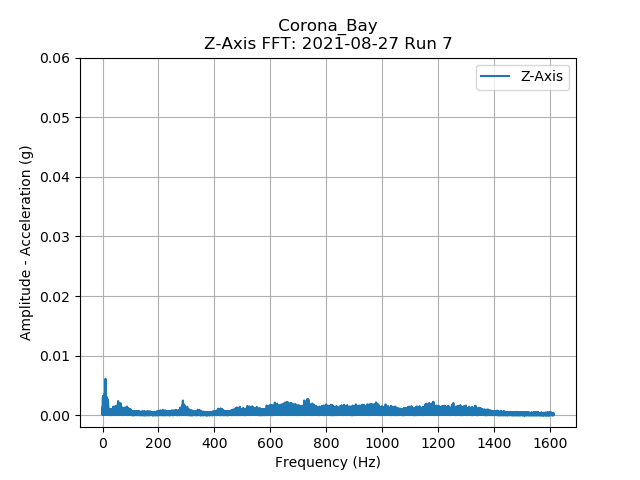 Corona_Bay
Z-Axis FFT: 2021-08-27 Run 7
Z-Axis
0.06
0.05
0.04
0.03
0.02
0.01
0.00
Amplitude - Acceleration (g)
0 200 400 600 800 1000 1200 1400 1600
Frequency (Hz)